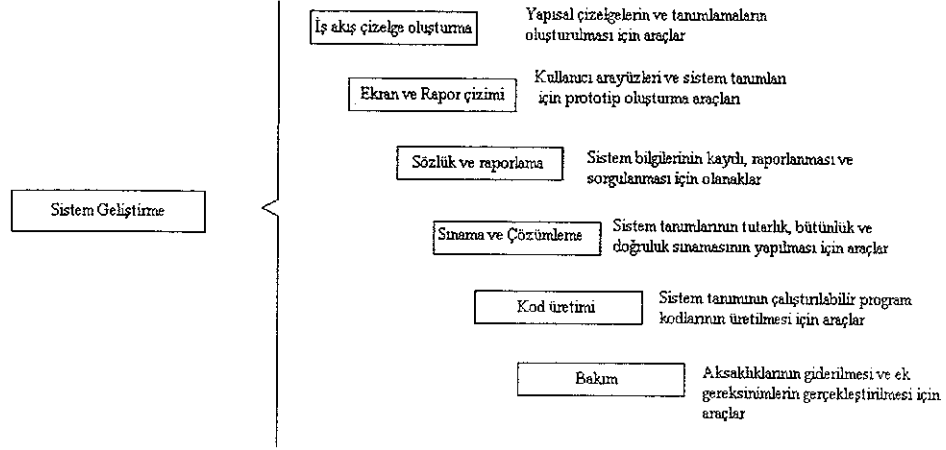 İş akış çizelge oluşturma
Yapısal çizelgelerin ve tanımlamaların
oluşturulması için araçlar
Ekran ve Rapor çizimi
Kullanıcı arayüzleri ve sistem tanımları
için prototip oluşturma araçları
Sözlük ve raporlama
Sistem bilgilerinin kaydı, raporlanması ve
sorgulanması için olanaklar
Sistem Geliştirme
Sınama ve Çözümleme
Sistem tanımlarının tutarlık, bütünlük ve
doğruluk sınamasının yapılması için araçlar
Kod üretimi
Sistem tanımının çalıştırılabilir program
kodlarının üretilmesi için araçlar
Bakım
Aksaklıklarının giderilmesi ve ek
gereksinimlerin gerçekleştirilmesi için
araçlar